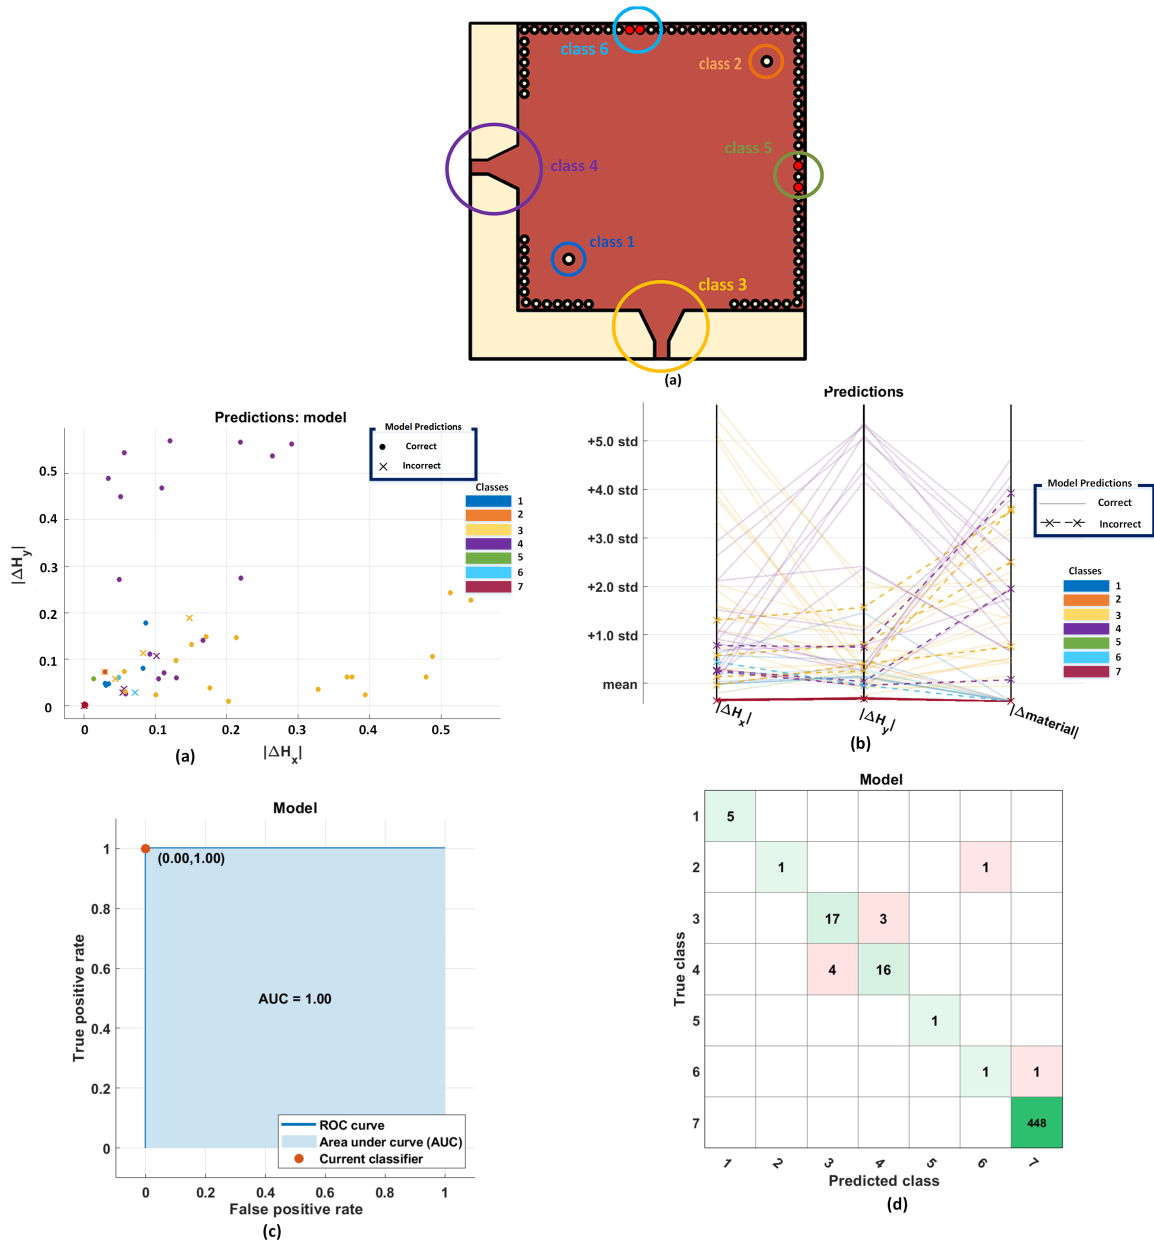 class 6
class 2
class 5
class 4
class 1
class 3
(a)
Predictions: model
Model Predictions
Correct
Incorrect
Classes
1
2
3
4
5
6
7
0.5
0.4
0.3
0.2
0.1
0
|ΔHy|
0 0.1 0.2 0.3 0.4 0.5
|ΔHx|
(a)
Predictions
+5.0 std
+4.0 std
+3.0 std
+2.0 std
+1.0 std
mean
Model Predictions
Correct
Incorrect
Classes
1
2
3
4
5
6
7
|ΔHx| |ΔHy| |Δmaterial|
(b)
Model
1
0.8
0.6
0.4
0.2
0
True positive rate
(0.00,1.00)
AUC = 1.00
ROC curve
Area under curve (AUC)
Current classifier
0 0.2 0.4 0.6 0.8 1
False positive rate
(c)
Model
True class
1 5
2 1 1
3 17 3
4 4 16
5 1
6 1 1
7 448
1 2 3 4 5 6 7
Predicted class
(d)